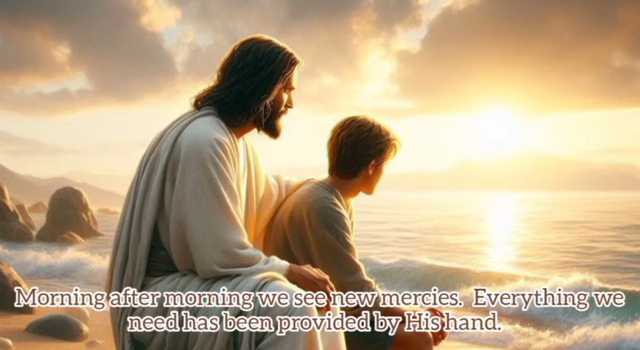 Morning after morning we see new mercies.  Everything we
need has been provided by His hand.